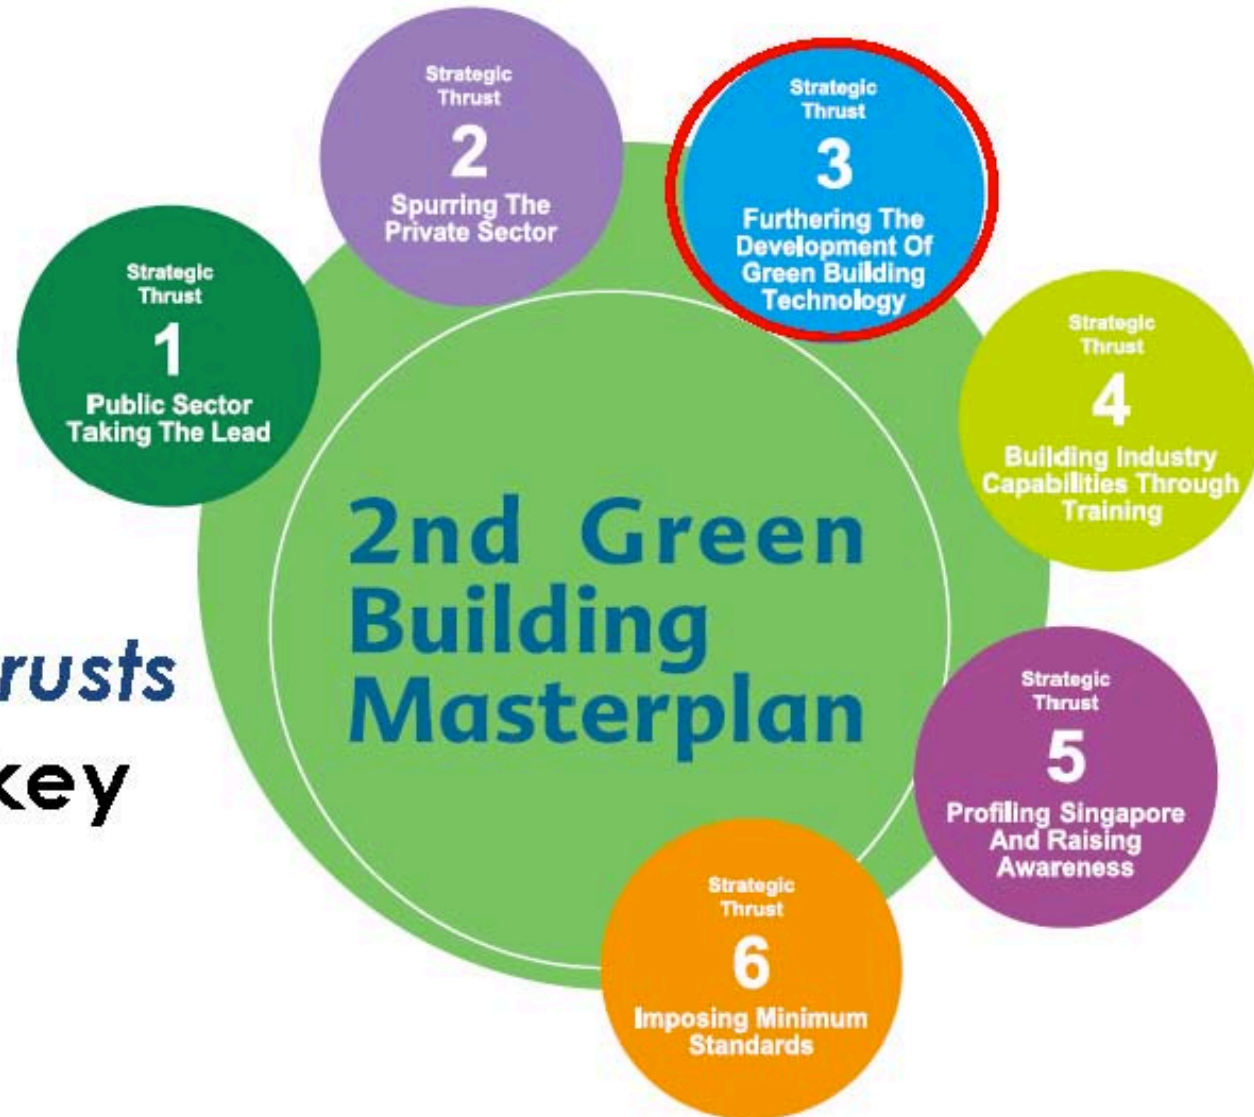 Strategic
Thrust
1
Public Sector
Taking The Lead
Strategic
Thrust
2
Spurring The
Private Sector
Strategic
Thrust
3
Furthering The
Development Of
Green Building
Technology
Strategic
Thrust
4
Building Industry
Capabilities Through
Training
Strategic
Thrust
5
Profiling Singapore
And Raising
Awareness
Strategic
Thrust
6
Imposing Minimum
Standards
2nd Green
Building
Masterplan
key